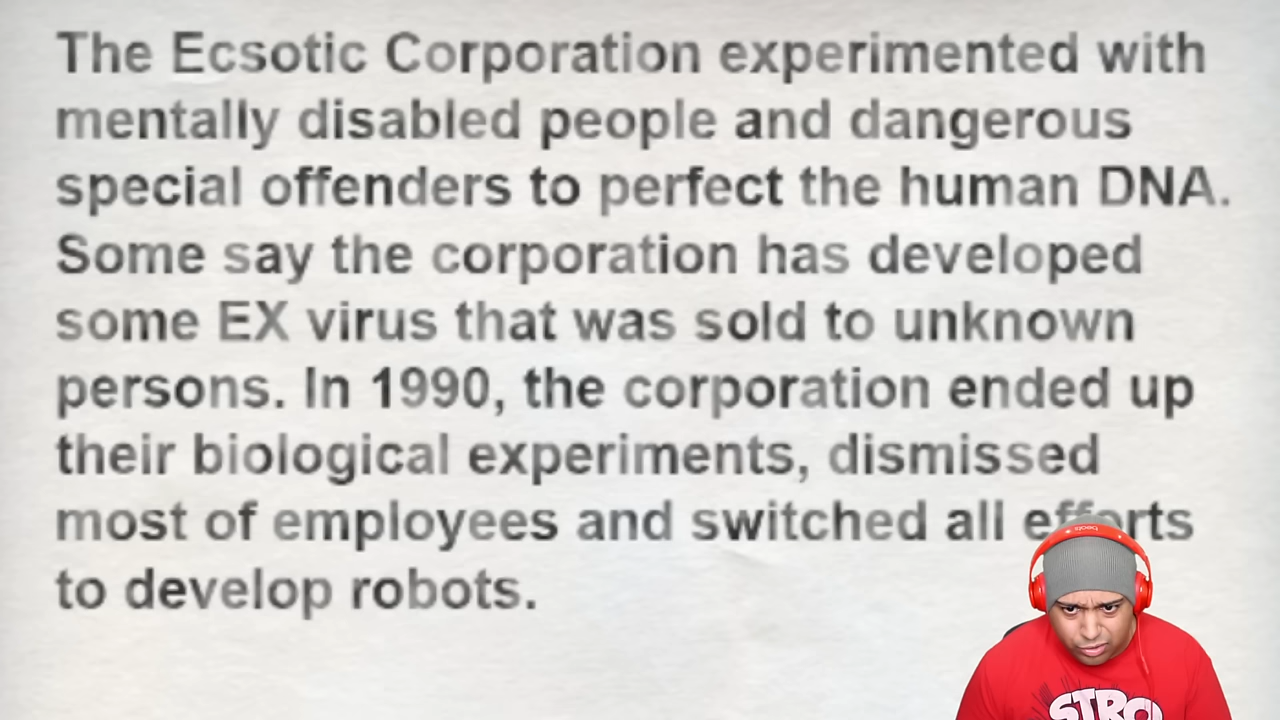 The Ecsotic Corporation experimented with
mentally disabled people and dangerous
special offenders to perfect the human DNA.
Some say the corporation has developed
some EX virus that was sold to unknown
persons. In 1990, the corporation ended up
their biological experiments, dismissed
most of employees and switched all efforts
to develop robots.
beats